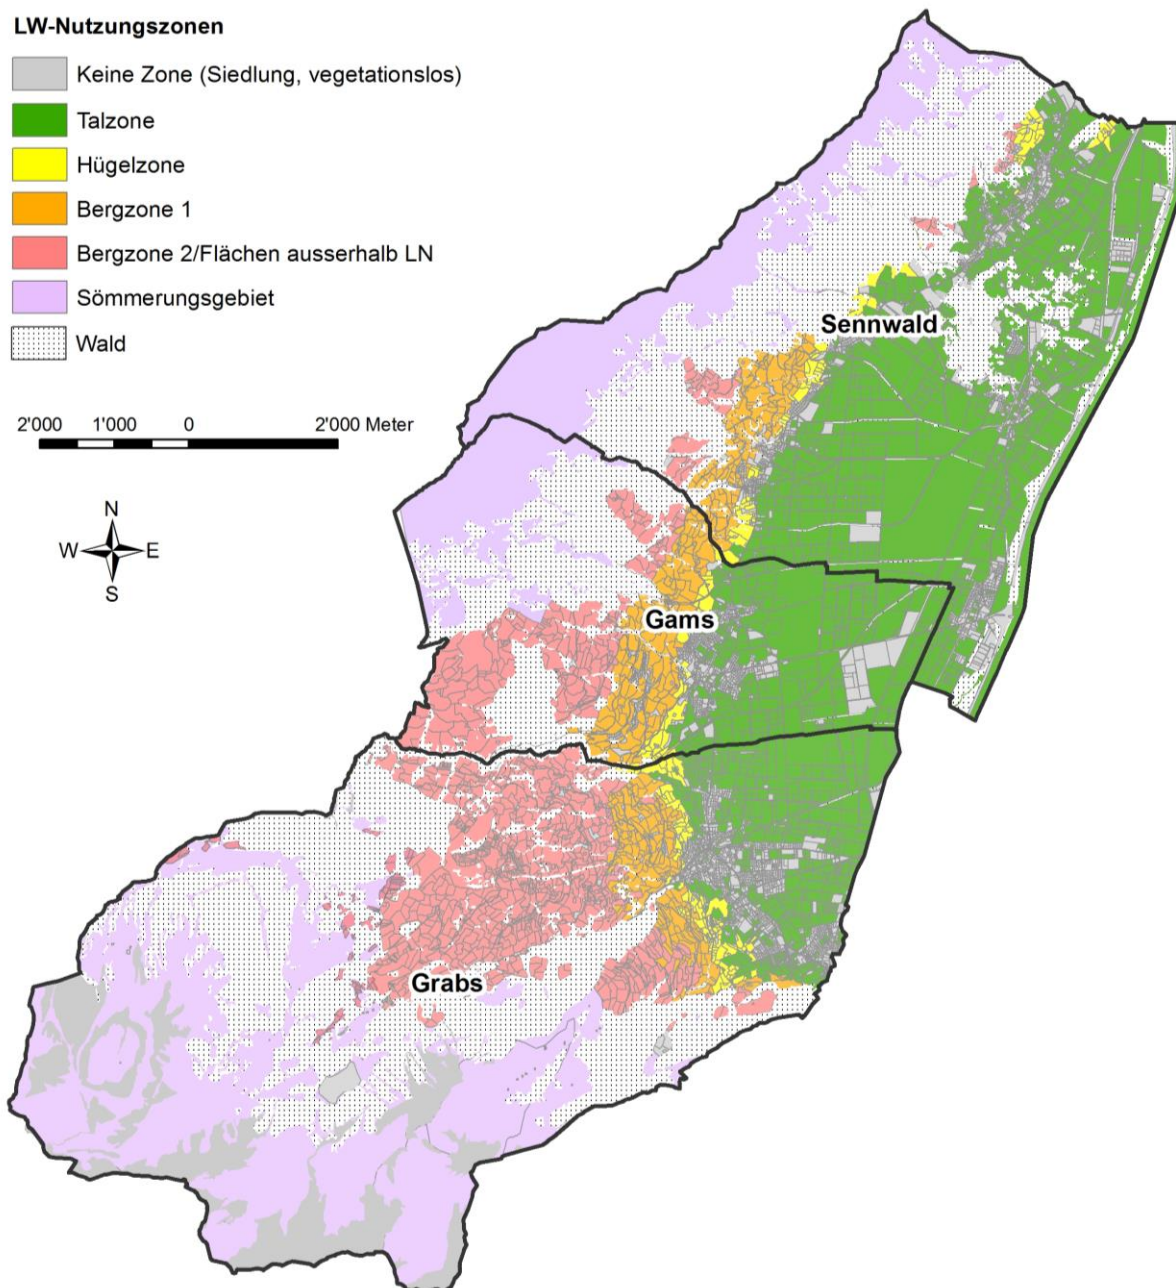 LW-Nutzungszonen
Keine Zone (Siedlung, vegetationslos)
Talzone
Hügelzone
Bergzone 1
Bergzone 2/Flächen ausserhalb LN
Sömmerungsgebiet
Wald
2'000 1'000 0 2'000 Meter
N
W E
S
Sennwald
Gams
Grabs